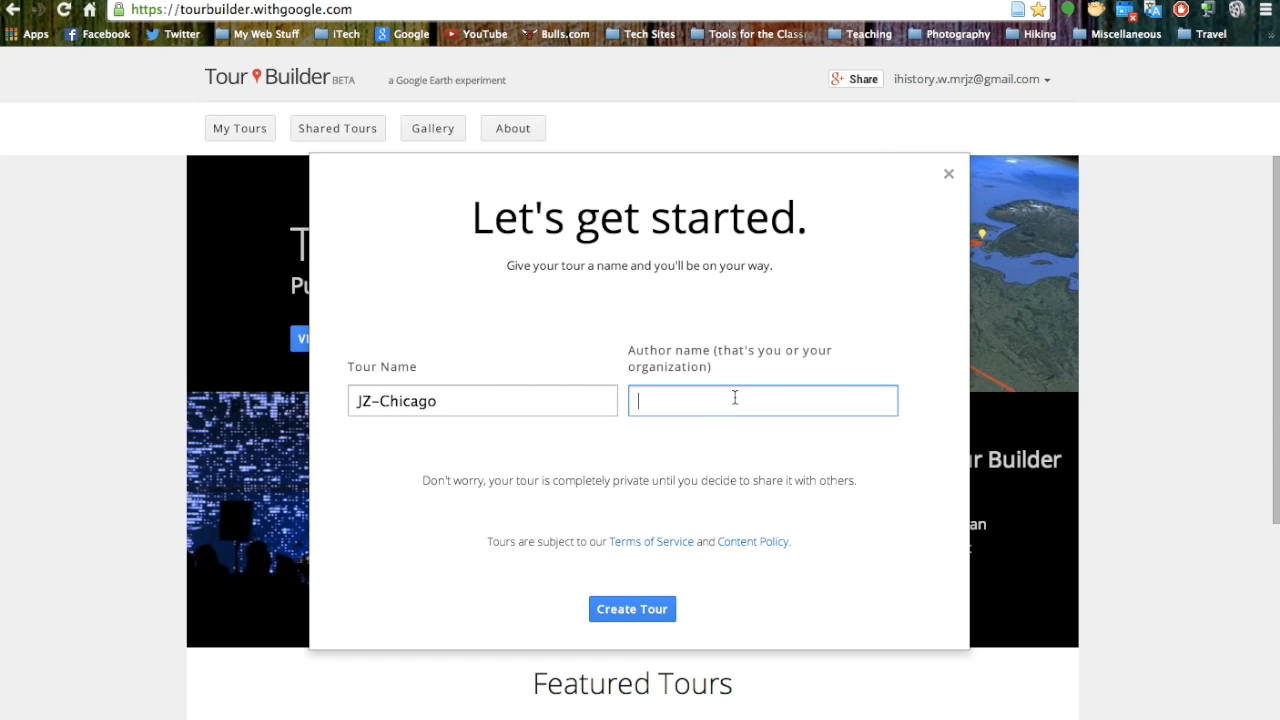 https://tourbuilder.withgoogle.com
Apps Facebook Twitter My Web Stuff iTech Google YouTube Bulls.com Tech Sites Tools for the Classro Teaching Photography Hiking Miscellaneous Travel »
Tour Builder BETA a Google Earth experiment
g+ Share ihistory.w.mrjz@gmail.com
My Tours Shared Tours Gallery About
×
Let's get started.
Give your tour a name and you'll be on your way.
Tour Name
Author name (that's you or your
organization)
JZ-Chicago
Don't worry, your tour is completely private until you decide to share it with others.
Tours are subject to our Terms of Service and Content Policy.
Create Tour
Featured Tours